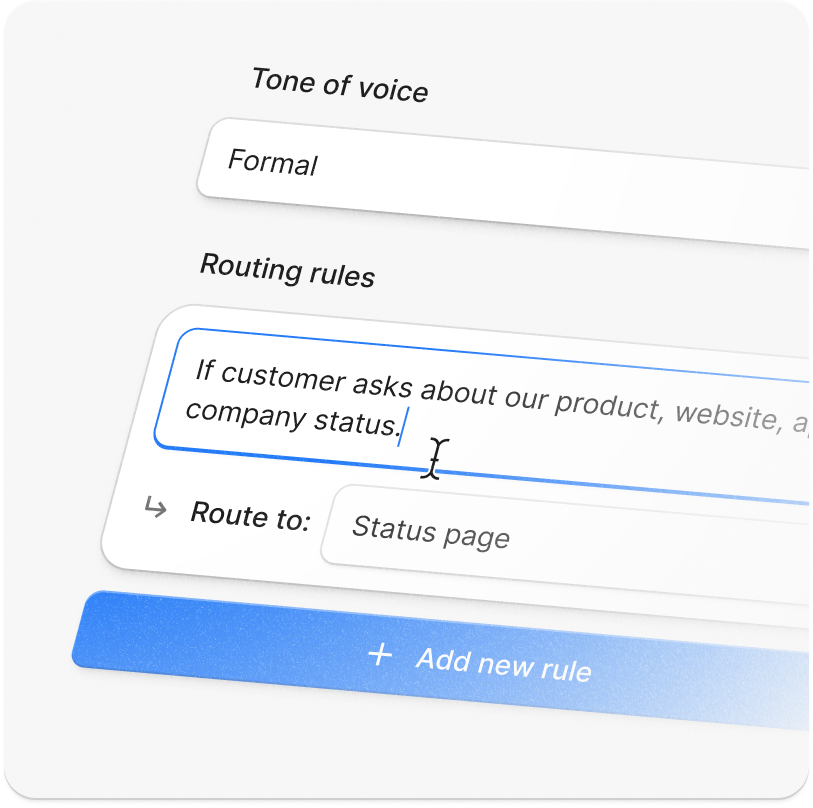 Tone of voice
Formal
Routing rules
If customer asks about our product, website,
company status.
Route to:
Status page
Add new rule